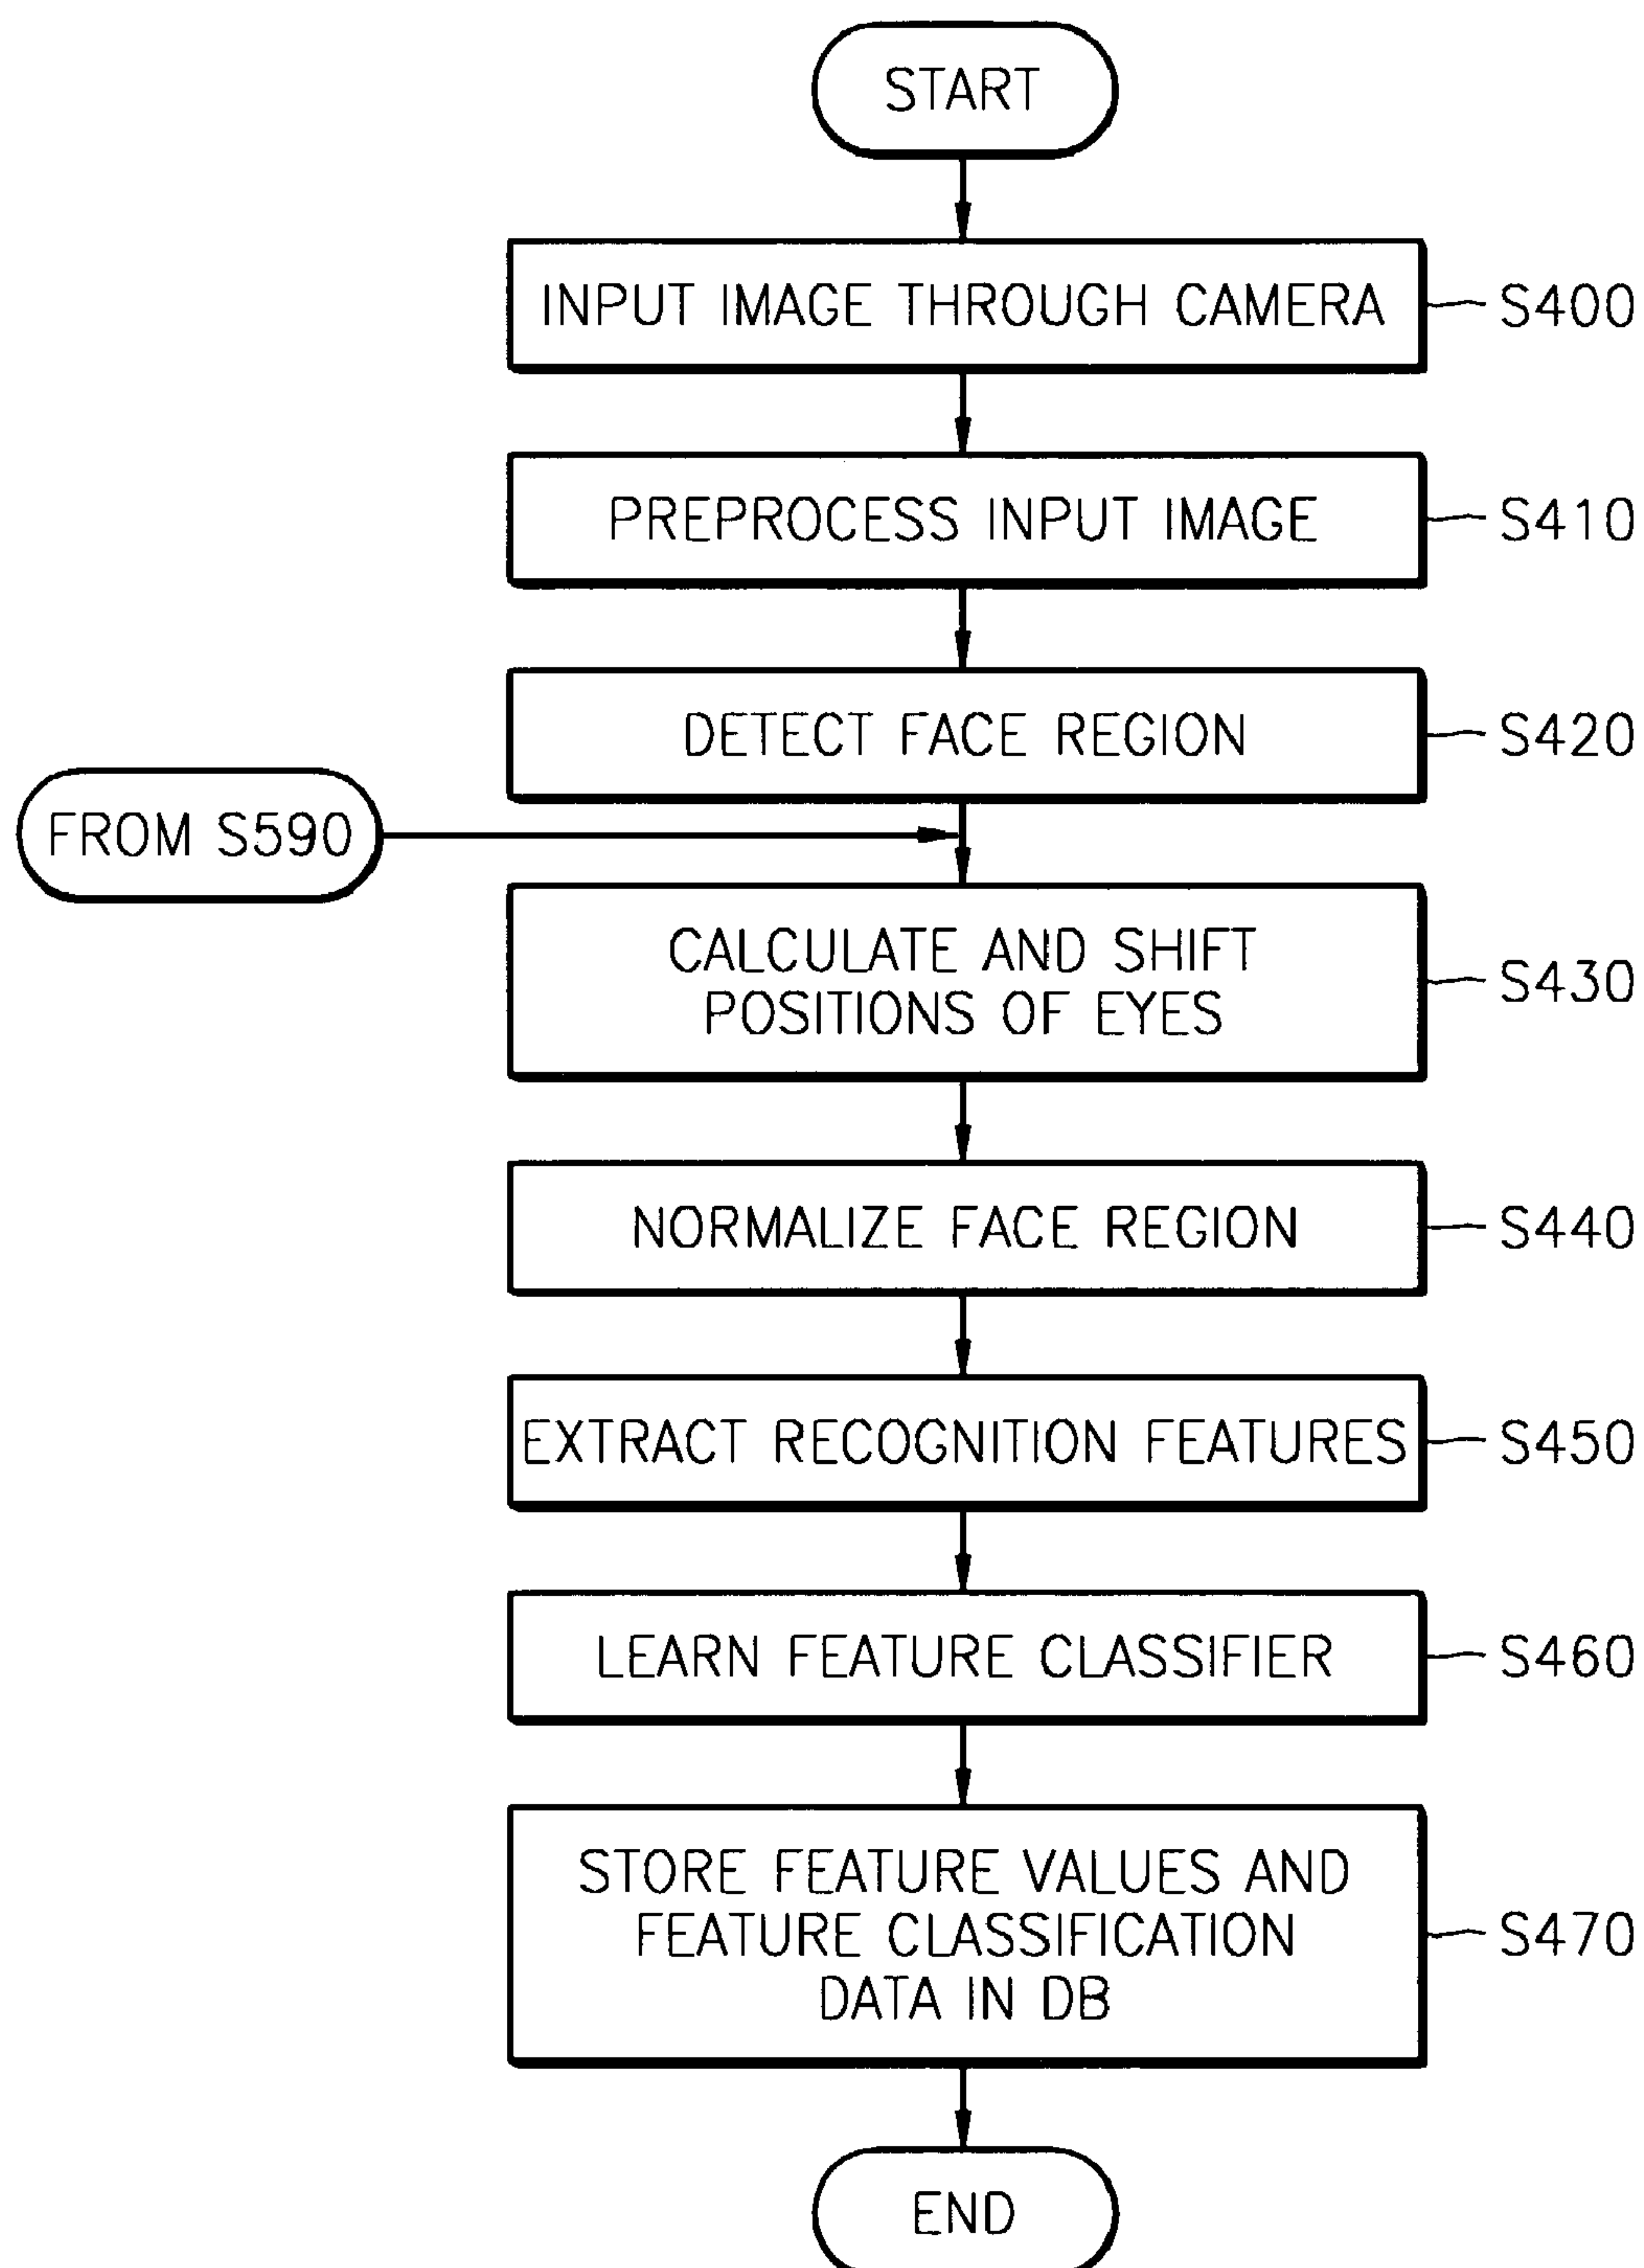 START
INPUT IMAGE THROUGH CAMERA
S400
PREPROCESS INPUT IMAGE
S410
DETECT FACE REGION
S420
FROM S590
CALCULATE AND SHIFT
POSITIONS OF EYES
S430
NORMALIZE FACE REGION
S440
EXTRACT RECOGNITION FEATURES
S450
LEARN FEATURE CLASSIFIER
S460
STORE FEATURE VALUES AND
FEATURE CLASSIFICATION
DATA IN DB
S470
END